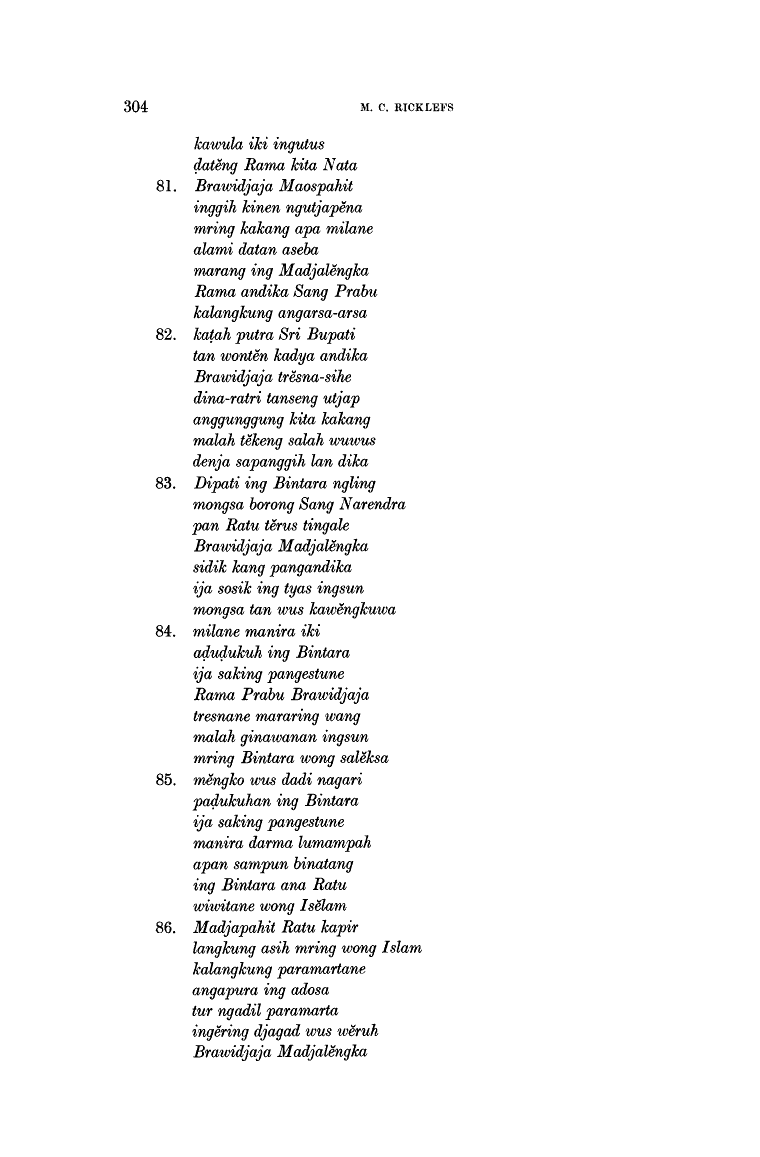 304 M. C. RICKLEFS
kawula iki ingutus
ḍatĕng Rama kita Nata
81. Brawidjaja Maospahit
inggih kinen ngutjapĕna
mring kakang apa milane
alami datan aseba
marang ing Madjalĕngka
Rama andika Sang Prabu
kalangkung angarsa-arsa
82. kaṭah putra Sri Bupati
tan wontĕn kadya andika
Brawidjaja trĕsna-sihe
dina-ratri tanseng utjap
anggunggung kita kakang
malah tĕkeng salah wuwus
denja sapanggih lan dika
83. Dipati ing Bintara ngling
mongsa borong Sang Narendra
pan Ratu tĕrus tingale
Brawidjaja Madjalĕngka
sidik kang pangandika
ija sosik ing tyas ingsun
mongsa tan wus kawĕngkuwa
84. milane manira iki
aḍuḍukuh ing Bintara
ija saking pangestune
Rama Prabu Brawidjaja
tresnane mararing wang
malah ginawanan ingsun
mring Bintara wong salĕksa
85. mĕngko wus dadi nagari
paḍukuhan ing Bintara
ija saking pangestune
manira darma lumampah
apan sampun binatang
ing Bintara ana Ratu
wiwitane wong Isĕlam
86. Madjapahit Ratu kapir
langkung asih mring wong Islam
kalangkung paramartane
angapura ing adosa
tur ngadil paramarta
ingĕring djagad wus wĕruh
Brawidjaja Madjalĕngka